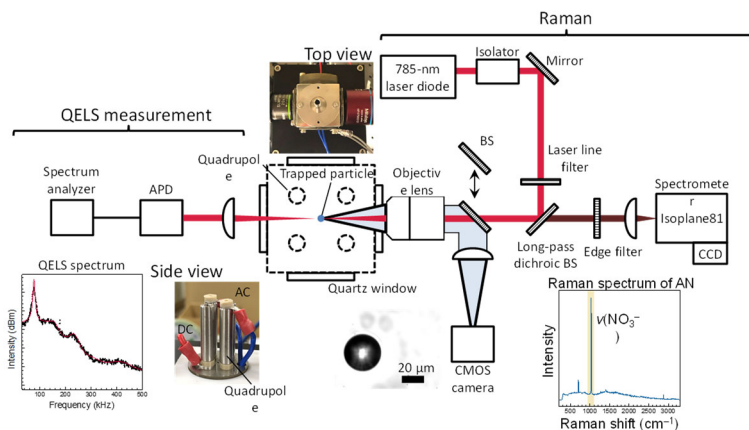 Raman
Top view
785-nm
laser diode
Isolator
Mirror
QELS measurement
BS
Laser line
filter
Quadrupol
e
Trapped particle
Objectiv
e lens
Spectrum
analyzer
APD
Spectromete
r
Isoplane81
CCD
Long-pass
dichroic BS
Edge filter
Quartz window
QELS spectrum
Intensity (dBm)
100 200 300 400 500
Frequency (kHz)
Side view
AC
DC
Quadrupol
e
20 μm
CMOS
camera
Raman spectrum of AN
ν(NO₃⁻
)
Intensity
500 1000 1500 2000 2500 3000
Raman shift (cm⁻¹)